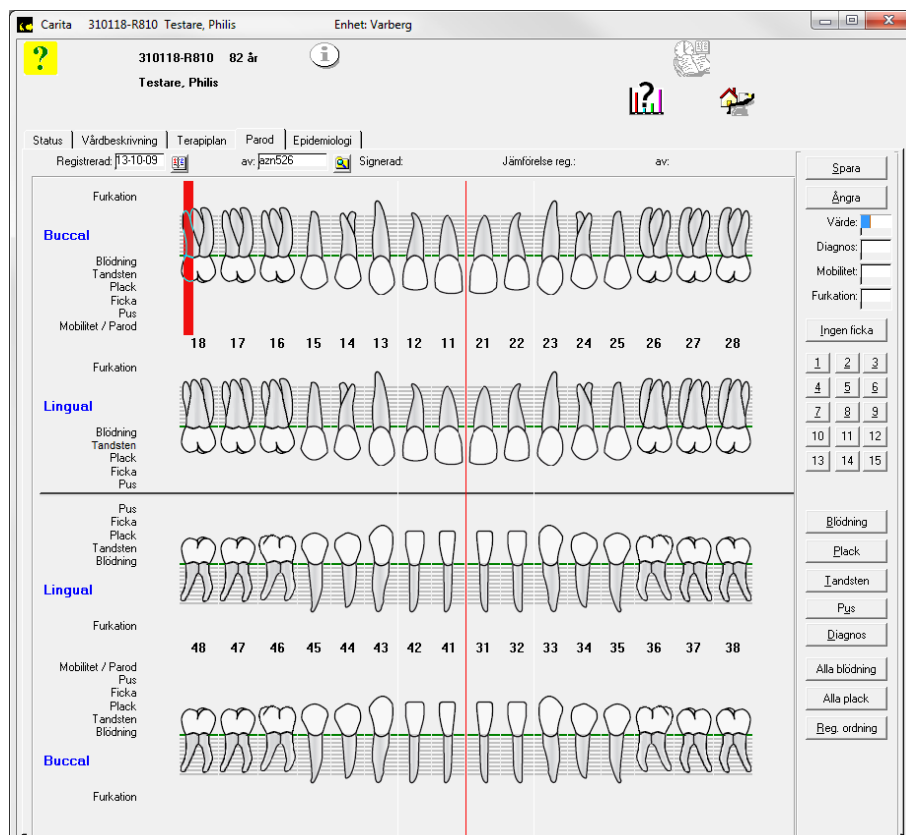 Carita 310118-R810 Testare, Philis Enhet: Varberg
?
310118-R810 82 år
i
Testare, Philis
?
Status Vårdbeskrivning Terapiplan Parod Epidemiologi
Registrerad: 13-10-09 av: azn526 Signerad: Jämförelse reg.: av:
Spara
Ångra
Värde:
Diagnos:
Mobilitet:
Furkation:
Ingen ficka
1 2 3
4 5 6
7 8 9
10 11 12
13 14 15
Blödning
Plack
Tandsten
Pus
Diagnos
Alla blödning
Alla plack
Reg. ordning
Furkation
Buccal
Blödning
Tandsten
Plack
Ficka
Pus
Mobilitet / Parod
18 17 16 15 14 13 12 11 21 22 23 24 25 26 27 28
Furkation
Lingual
Blödning
Tandsten
Plack
Ficka
Pus
Pus
Ficka
Plack
Tandsten
Blödning
Lingual
Furkation
48 47 46 45 44 43 42 41 31 32 33 34 35 36 37 38
Mobilitet / Parod
Pus
Ficka
Plack
Tandsten
Blödning
Buccal
Furkation